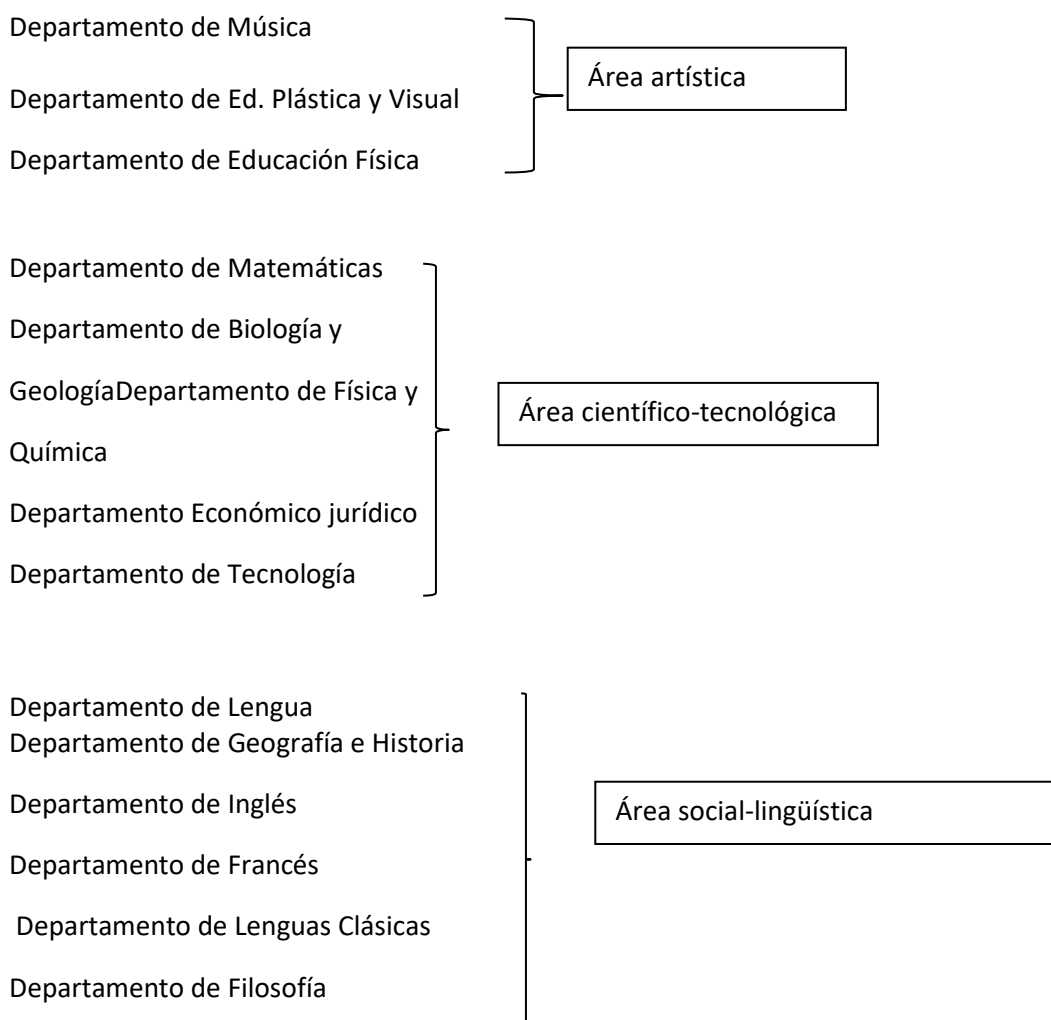 Departamento de Música
Área artística
Departamento de Ed. Plástica y Visual
Departamento de Educación Física
Departamento de Matemáticas
Departamento de Biología y
GeologíaDepartamento de Física y
Área científico-tecnológica
Química
Departamento Económico jurídico
Departamento de Tecnología
Departamento de Lengua
Departamento de Geografía e Historia
Departamento de Inglés
Área social-lingüística
Departamento de Francés
Departamento de Lenguas Clásicas
Departamento de Filosofía